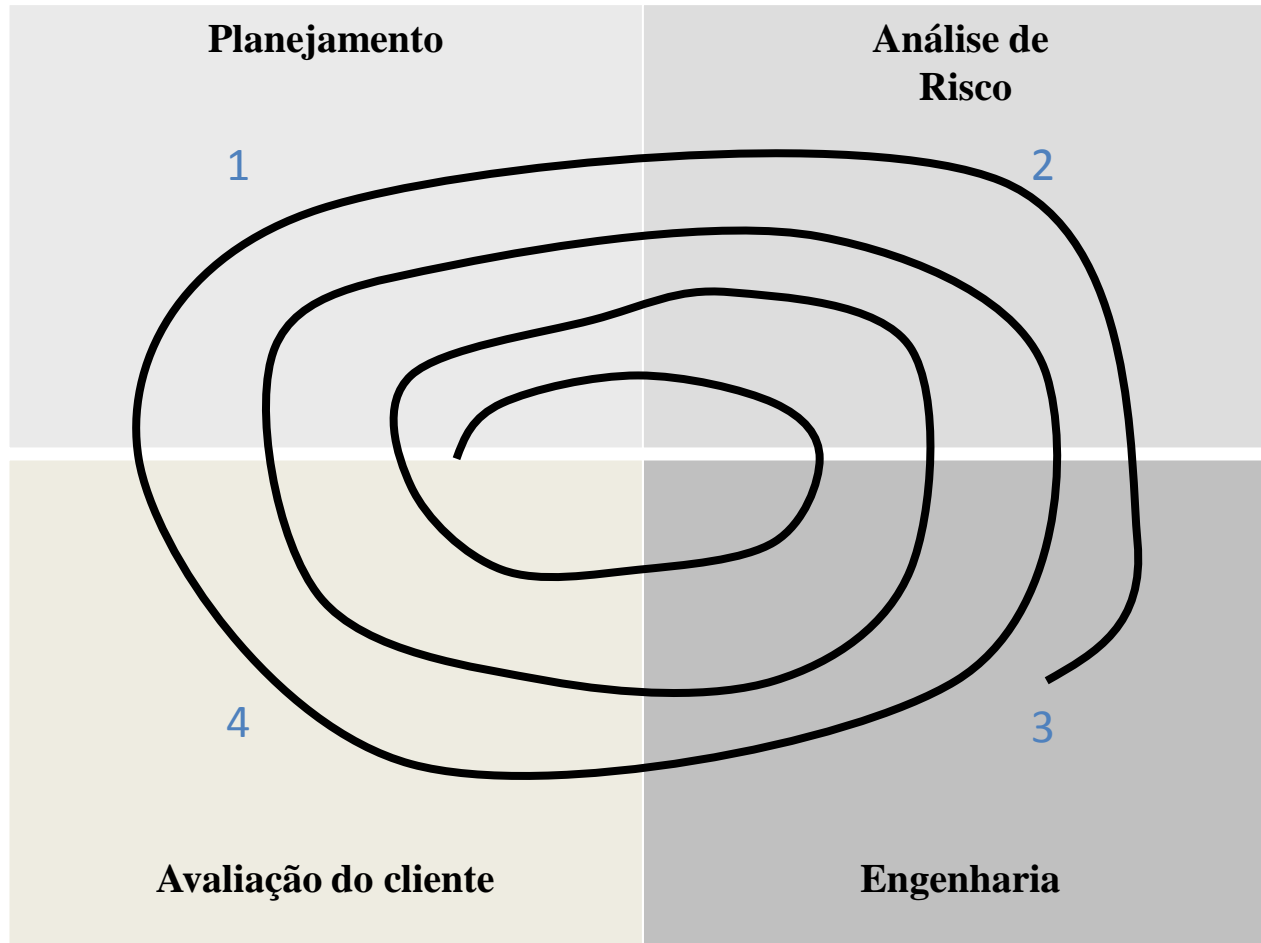 Planejamento
Análise de
Risco
1
2
4
3
Avaliação do cliente
Engenharia